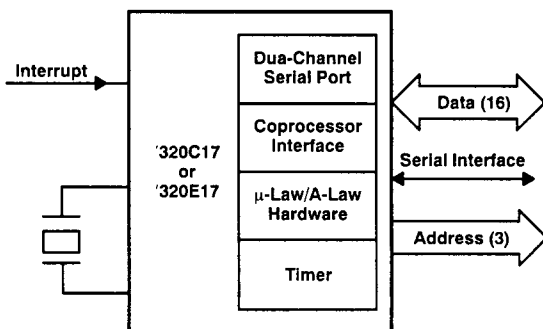 Interrupt
'320C17
or
'320E17
Dua-Channel
Serial Port
Coprocessor
Interface
µ-Law/A-Law
Hardware
Timer
Data (16)
Serial Interface
Address (3)